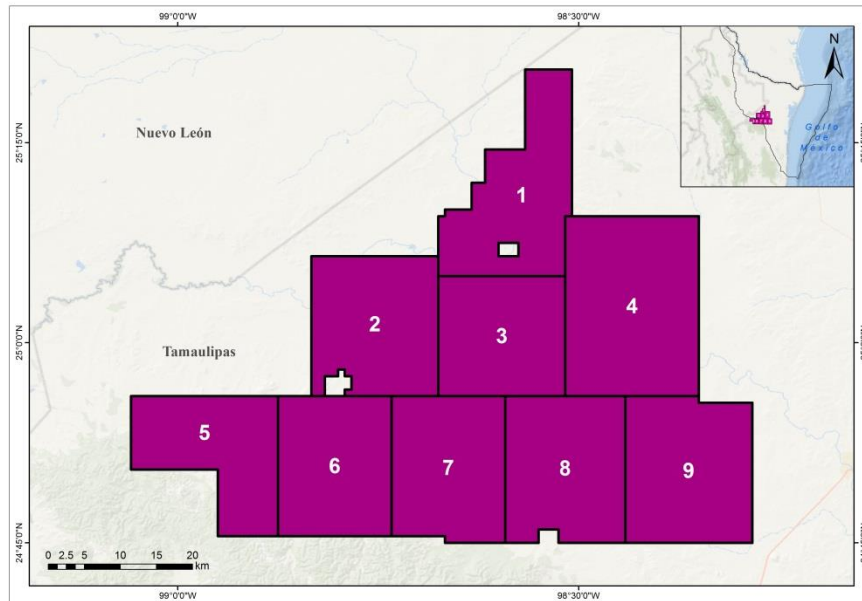 99°0'0"W
98°30'0"W
N
Nuevo León
Golfo
de
México
25°15'0"N
1
2
3
4
25°0'0"N
Tamaulipas
5
6
7
8
9
24°45'0"N
0 2.5 5 10 15 20
km
99°0'0"W
98°30'0"W